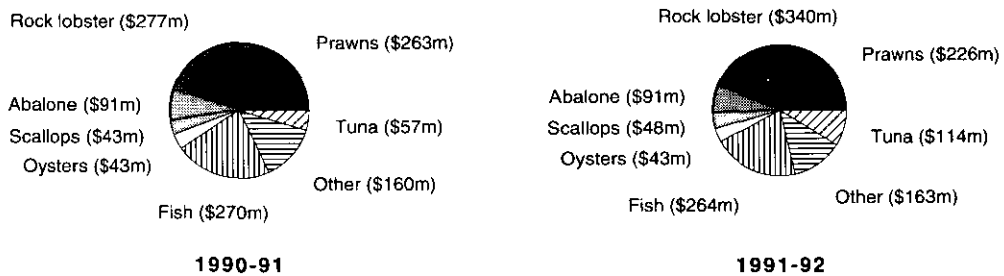 Rock lobster ($277m)
Prawns ($263m)
Abalone ($91m)
Scallops ($43m)
Oysters ($43m)
Tuna ($57m)
Other ($160m)
Fish ($270m)
1990-91
Rock lobster ($340m)
Prawns ($226m)
Abalone ($91m)
Scallops ($48m)
Oysters ($43m)
Tuna ($114m)
Other ($163m)
Fish ($264m)
1991-92